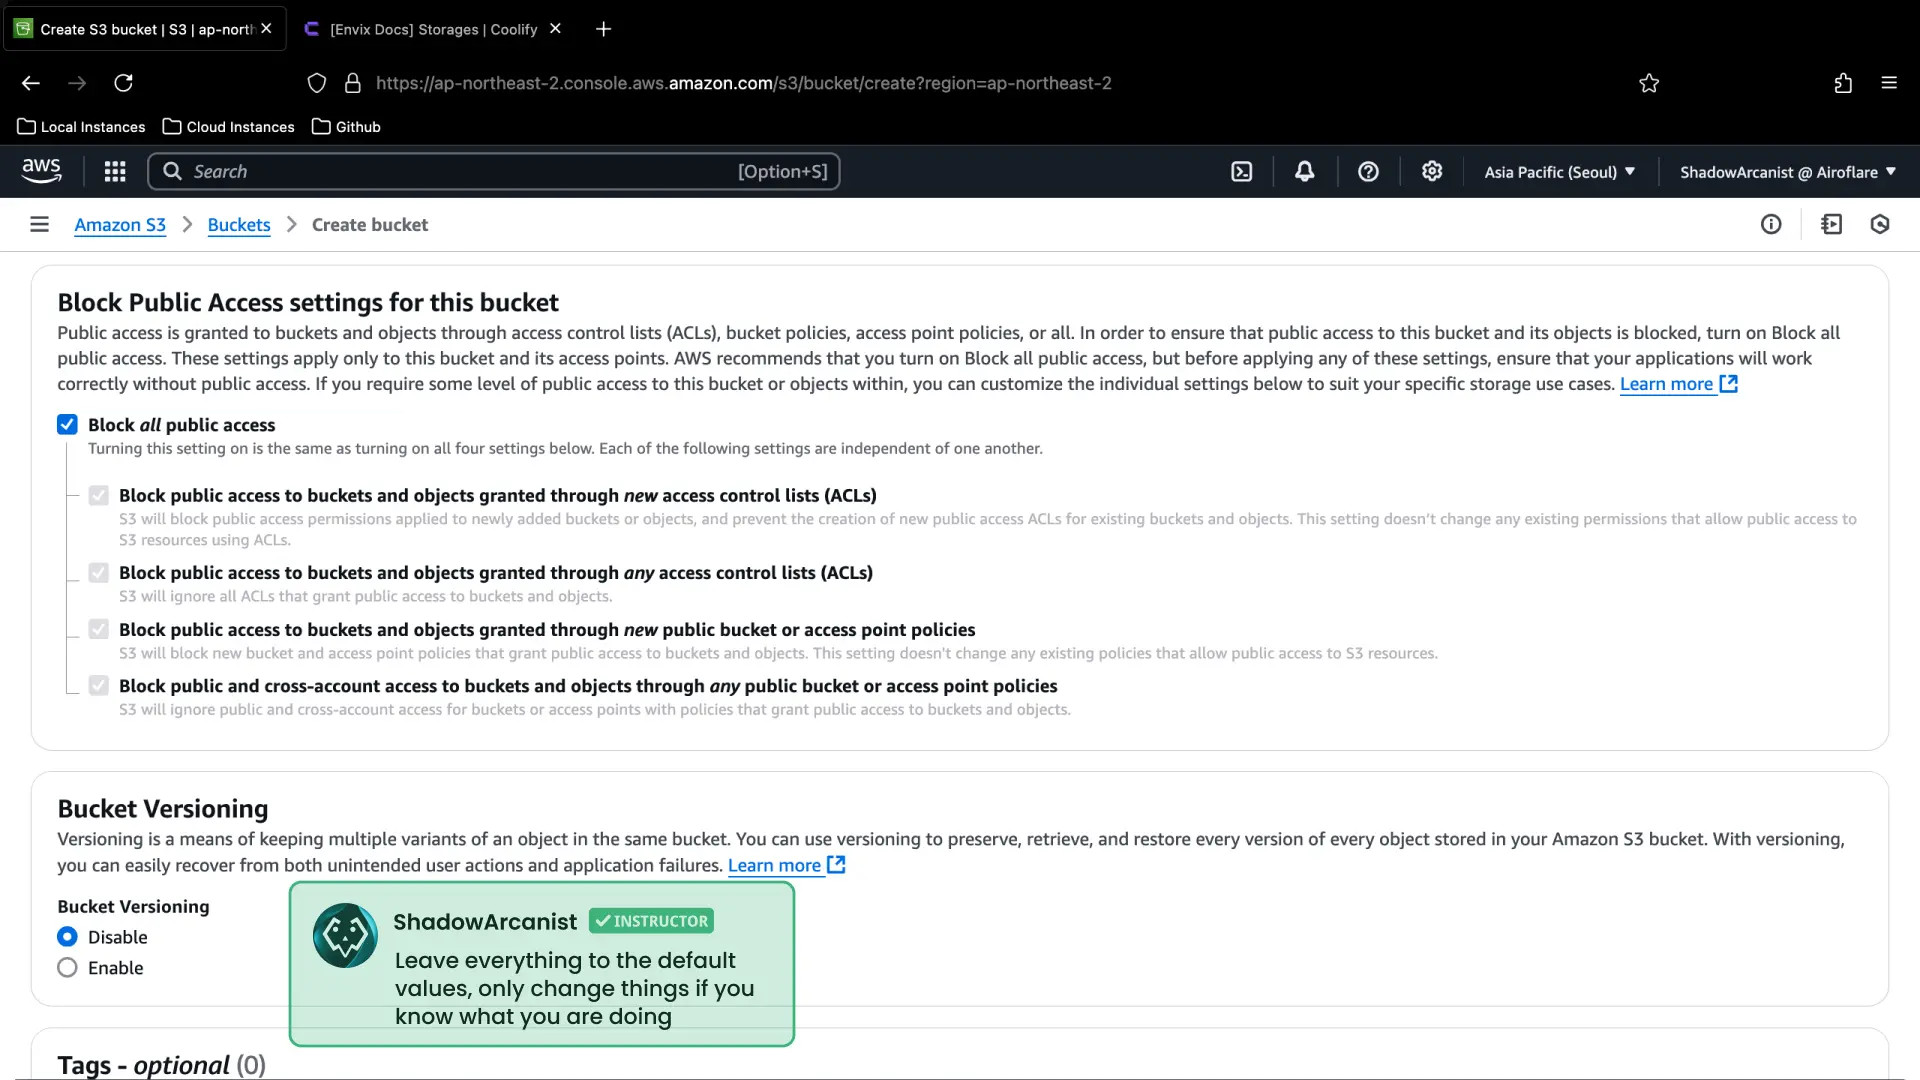 Create S3 bucket | S3 | ap-north
[Envix Docs] Storages | Coolify
https://ap-northeast-2.console.aws.amazon.com/s3/bucket/create?region=ap-northeast-2
Local Instances
Cloud Instances
Github
aws
Search
[Option+S]
Asia Pacific (Seoul)
ShadowArcanist @ Airoflare
Amazon S3
Buckets
Create bucket
Block Public Access settings for this bucket
Public access is granted to buckets and objects through access control lists (ACLs), bucket policies, access point policies, or all. In order to ensure that public access to this bucket and its objects is blocked, turn on Block all
public access. These settings apply only to this bucket and its access points. AWS recommends that you turn on Block all public access, but before applying any of these settings, ensure that your applications will work
correctly without public access. If you require some level of public access to this bucket or objects within, you can customize the individual settings below to suit your specific storage use cases. Learn more
Block all public access
Turning this setting on is the same as turning on all four settings below. Each of the following settings are independent of one another.
Block public access to buckets and objects granted through new access control lists (ACLs)
S3 will block public access permissions applied to newly added buckets or objects, and prevent the creation of new public access ACLs for existing buckets and objects. This setting doesn’t change any existing permissions that allow public access to
S3 resources using ACLs.
Block public access to buckets and objects granted through any access control lists (ACLs)
S3 will ignore all ACLs that grant public access to buckets and objects.
Block public access to buckets and objects granted through new public bucket or access point policies
S3 will block new bucket and access point policies that grant public access to buckets and objects. This setting doesn't change any existing policies that allow public access to S3 resources.
Block public and cross-account access to buckets and objects through any public bucket or access point policies
S3 will ignore public and cross-account access for buckets or access points with policies that grant public access to buckets and objects.
Bucket Versioning
Versioning is a means of keeping multiple variants of an object in the same bucket. You can use versioning to preserve, retrieve, and restore every version of every object stored in your Amazon S3 bucket. With versioning,
you can easily recover from both unintended user actions and application failures. Learn more
Bucket Versioning
Disable
Enable
ShadowArcanist
INSTRUCTOR
Leave everything to the default
values, only change things if you
know what you are doing
Tags - optional (0)